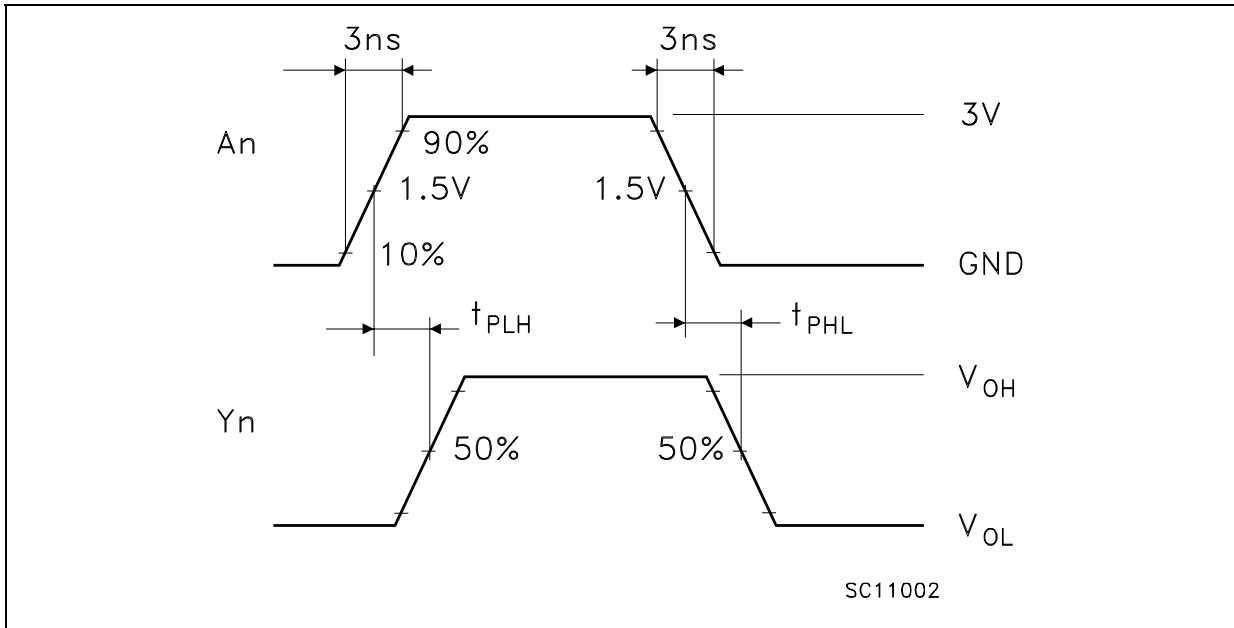 3ns 3ns
3V
An
90%
1.5V 1.5V
10%
GND
tPLH tPHL
VOH
Yn
50% 50%
VOL
SC11002